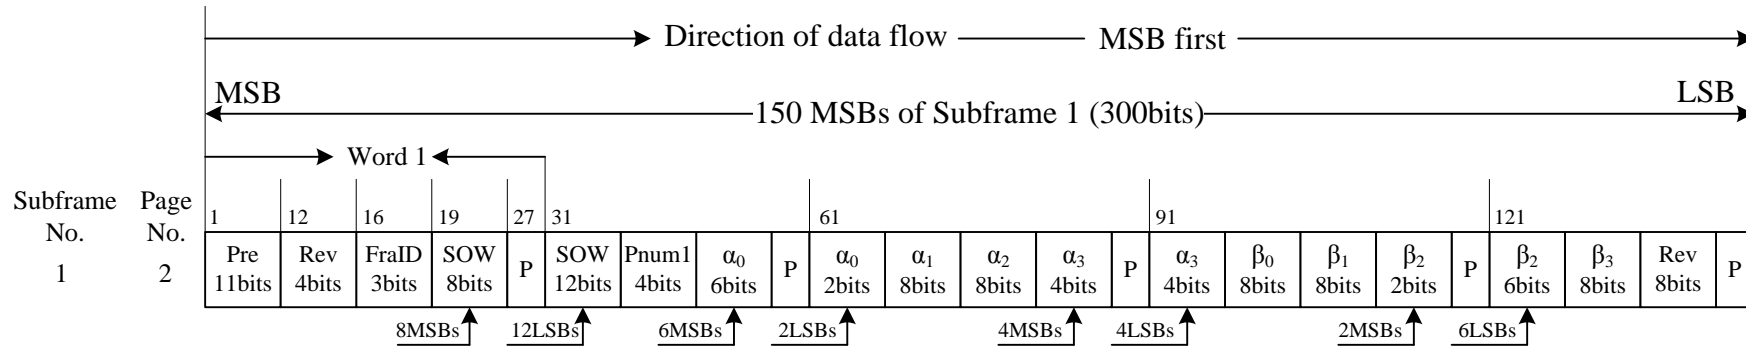 Direction of data flow MSB first
MSB LSB
150 MSBs of Subframe 1 (300bits)
Word 1
Subframe No. Page No.
1 12 16 19 27 31 61 91 121
1 2
Pre 11bits
Rev 4bits
FraID 3bits
SOW 8bits
P
SOW 12bits
Pnum1 4bits
α0 6bits
P
α0 2bits
α1 8bits
α2 8bits
α3 4bits
P
α3 4bits
β0 8bits
β1 8bits
β2 2bits
P
β2 6bits
β3 8bits
Rev 8bits
P
8MSBs 12LSBs 6MSBs 2LSBs 4MSBs 4LSBs 2MSBs 6LSBs